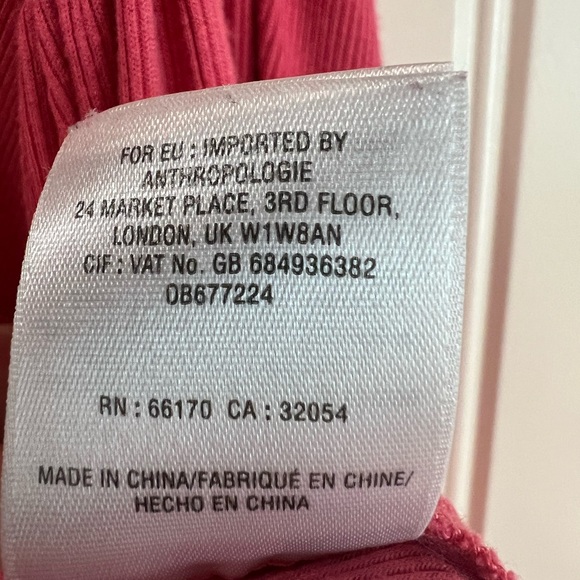 FOR EU : IMPORTED BY
ANTHROPOLOGIE
24 MARKET PLACE, 3RD FLOOR,
LONDON, UK W1W8AN
CIF : VAT No. GB 684936382
0B677224
RN : 66170 CA : 32054
MADE IN CHINA/FABRIQUÉ EN CHINE/
HECHO EN CHINA